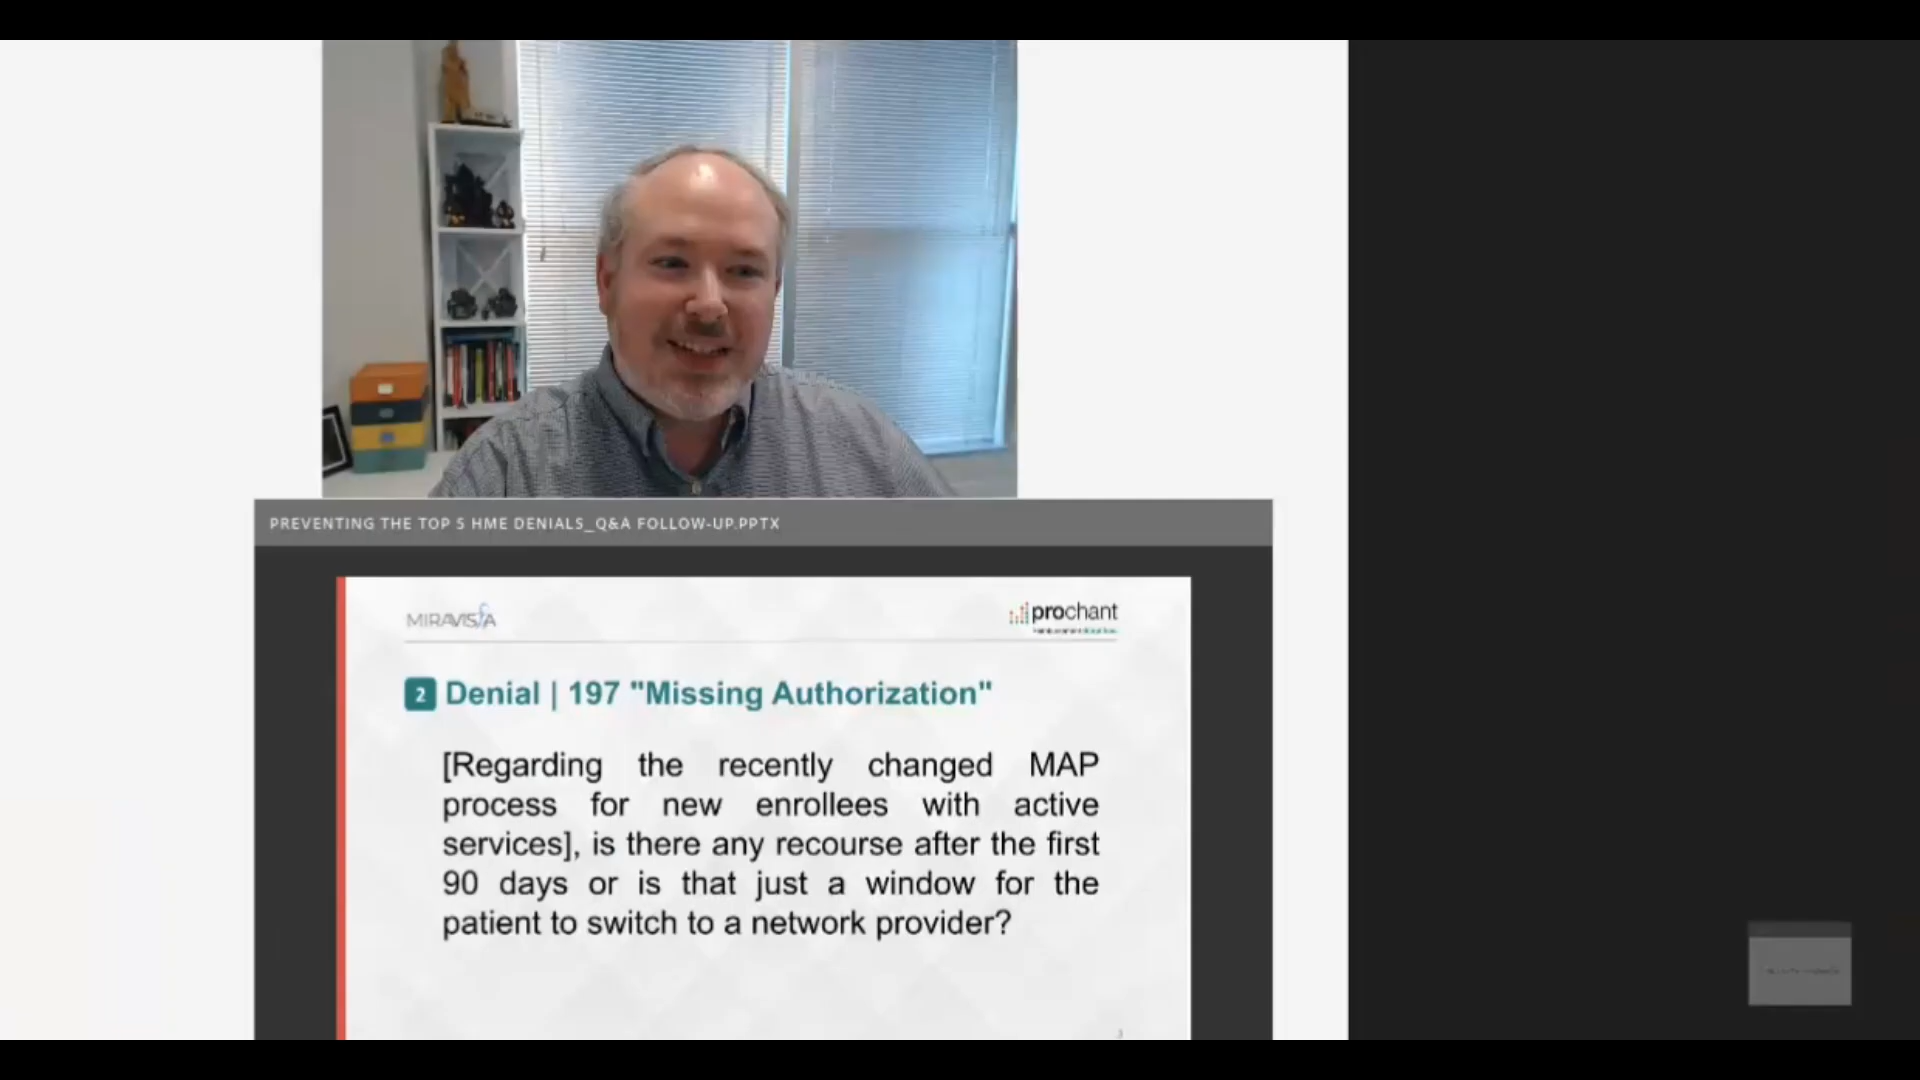 PREVENTING THE TOP 5 HME DENIALS_Q&A FOLLOW-UP.PPTX
MIRAVISTA
prochant
2 Denial | 197 "Missing Authorization"
[Regarding the recently changed MAP
process for new enrollees with active
services], is there any recourse after the first
90 days or is that just a window for the
patient to switch to a network provider?